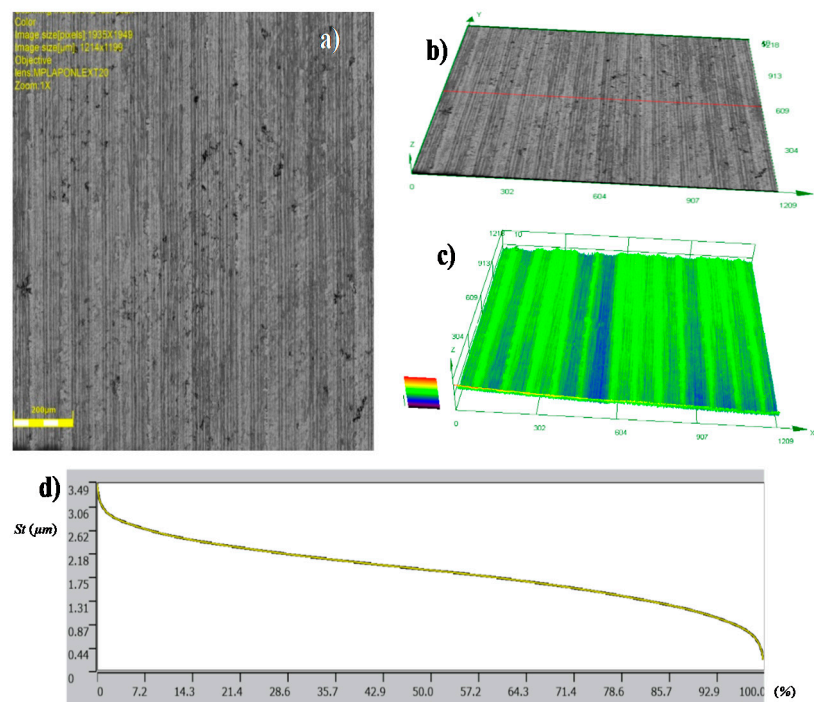 Color
Image size[pixels]:1935X1949
Image size[µm]: 1214x1199
Objective
lens:MPLAPONLEXT20
Zoom:1X
a)
200µm
b)
Y
1218
913
609
304
Z
0
302
604
907
1209
c)
10
913
609
304
Z
0
302
604
907
1209
X
d)
St (µm)
3.49
3.06
2.62
2.18
1.75
1.31
0.87
0.44
0
0 7.2 14.3 21.4 28.6 35.7 42.9 50.0 57.2 64.3 71.4 78.6 85.7 92.9 100.0 (%)